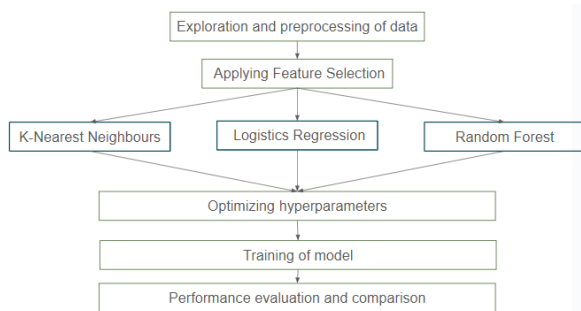 Exploration and preprocessing of data
Applying Feature Selection
K-Nearest Neighbours
Logistics Regression
Random Forest
Optimizing hyperparameters
Training of model
Performance evaluation and comparison